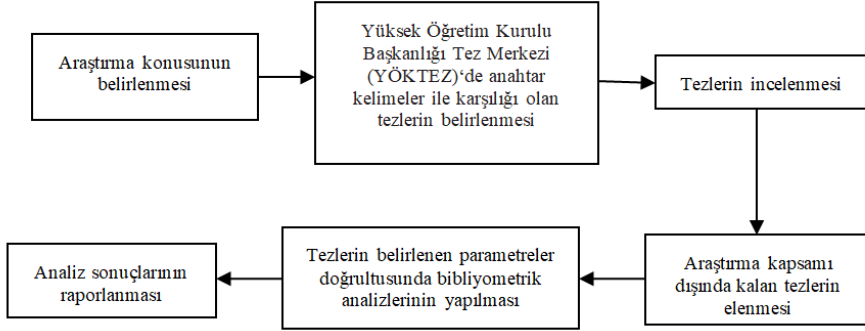 Araştırma konusunun
belirlenmesi
Yüksek Öğretim Kurulu
Başkanlığı Tez Merkezi
(YÖKTEZ)‘de anahtar
kelimeler ile karşılığı olan
tezlerin belirlenmesi
Tezlerin incelenmesi
Araştırma kapsamı
dışında kalan tezlerin
elenmesi
Tezlerin belirlenen parametreler
doğrultusunda bibliyometrik
analizlerinin yapılması
Analiz sonuçlarının
raporlanması